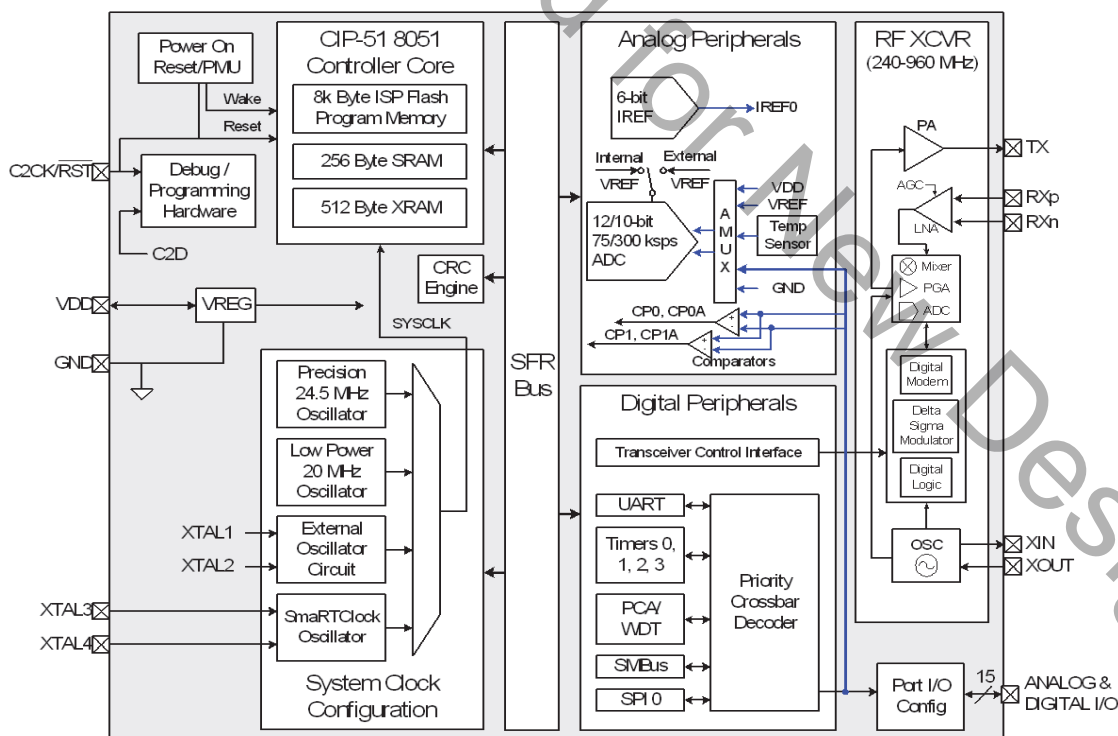 Power On
Reset/PMU
Wake
Reset
C2CK/RST
Debug /
Programming
Hardware
C2D
VDD
VREG
GND
CIP-51 8051
Controller Core
8k Byte ISP Flash
Program Memory
256 Byte SRAM
512 Byte XRAM
CRC
Engine
SYSCLK
Precision
24.5 MHz
Oscillator
Low Power
20 MHz
Oscillator
XTAL1
XTAL2
External
Oscillator
Circuit
XTAL3
XTAL4
SmaRTClock
Oscillator
System Clock
Configuration
SFR
Bus
Analog Peripherals
6-bit
IREF
IREF0
Internal
VREF
External
VREF
12/10-bit
75/300 ksps
ADC
AMUX
VDD
VREF
Temp
Sensor
GND
CP0, CP0A
+
-
CP1, CP1A
+
-
Comparators
Digital Peripherals
Transceiver Control Interface
UART
Timers 0,
1, 2, 3
PCA/
WDT
SMBus
SPI 0
Priority
Crossbar
Decoder
RF XCVR
(240-960 MHz)
PA
TX
AGC
LNA
RXp
RXn
Mixer
PGA
ADC
Digital
Modem
Delta
Sigma
Modulator
Digital
Logic
OSC
XIN
XOUT
Port I/O
Config
15
ANALOG &
DIGITAL I/O
d for New Desi